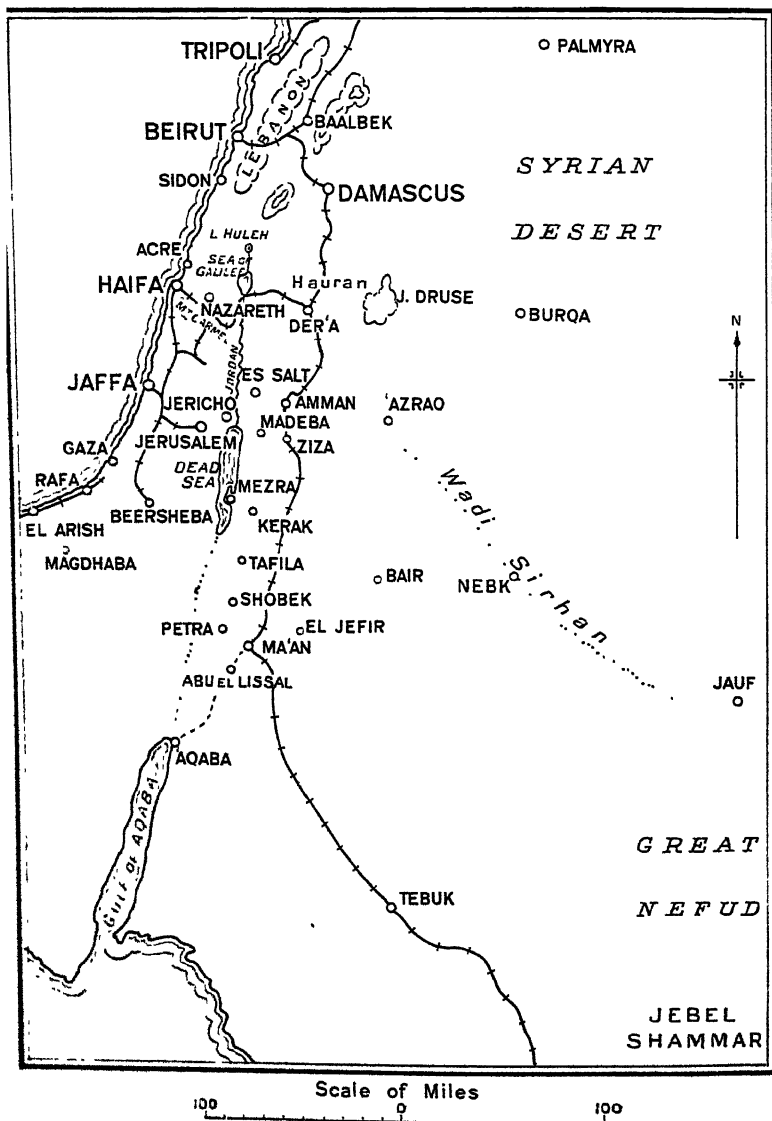 TRIPOLI
PALMYRA
LEBANON
BAALBEK
BEIRUT
SYRIAN
SIDON
DAMASCUS
DESERT
L HULEH
ACRE
SEA OF
GALILEE
HAIFA
Hauran
J. DRUSE
NAZARETH
MT CARMEL
DER'A
BURQA
N
JORDAN
ES SALT
JAFFA
JERICHO
AMMAN
'AZRAQ
MADEBA
JERUSALEM
ZIZA
GAZA
DEAD
SEA
RAFA
MEZRA
Wadi Sirhan
BEERSHEBA
EL ARISH
KERAK
MAGDHABA
TAFILA
BAIR
NEBK
SHOBEK
PETRA
EL JEFIR
MA'AN
ABU EL LISSAL
JAUF
AQABA
GULF OF AQABA
GREAT
TEBUK
NEFUD
JEBEL
SHAMMAR
Scale of Miles
100 0 100